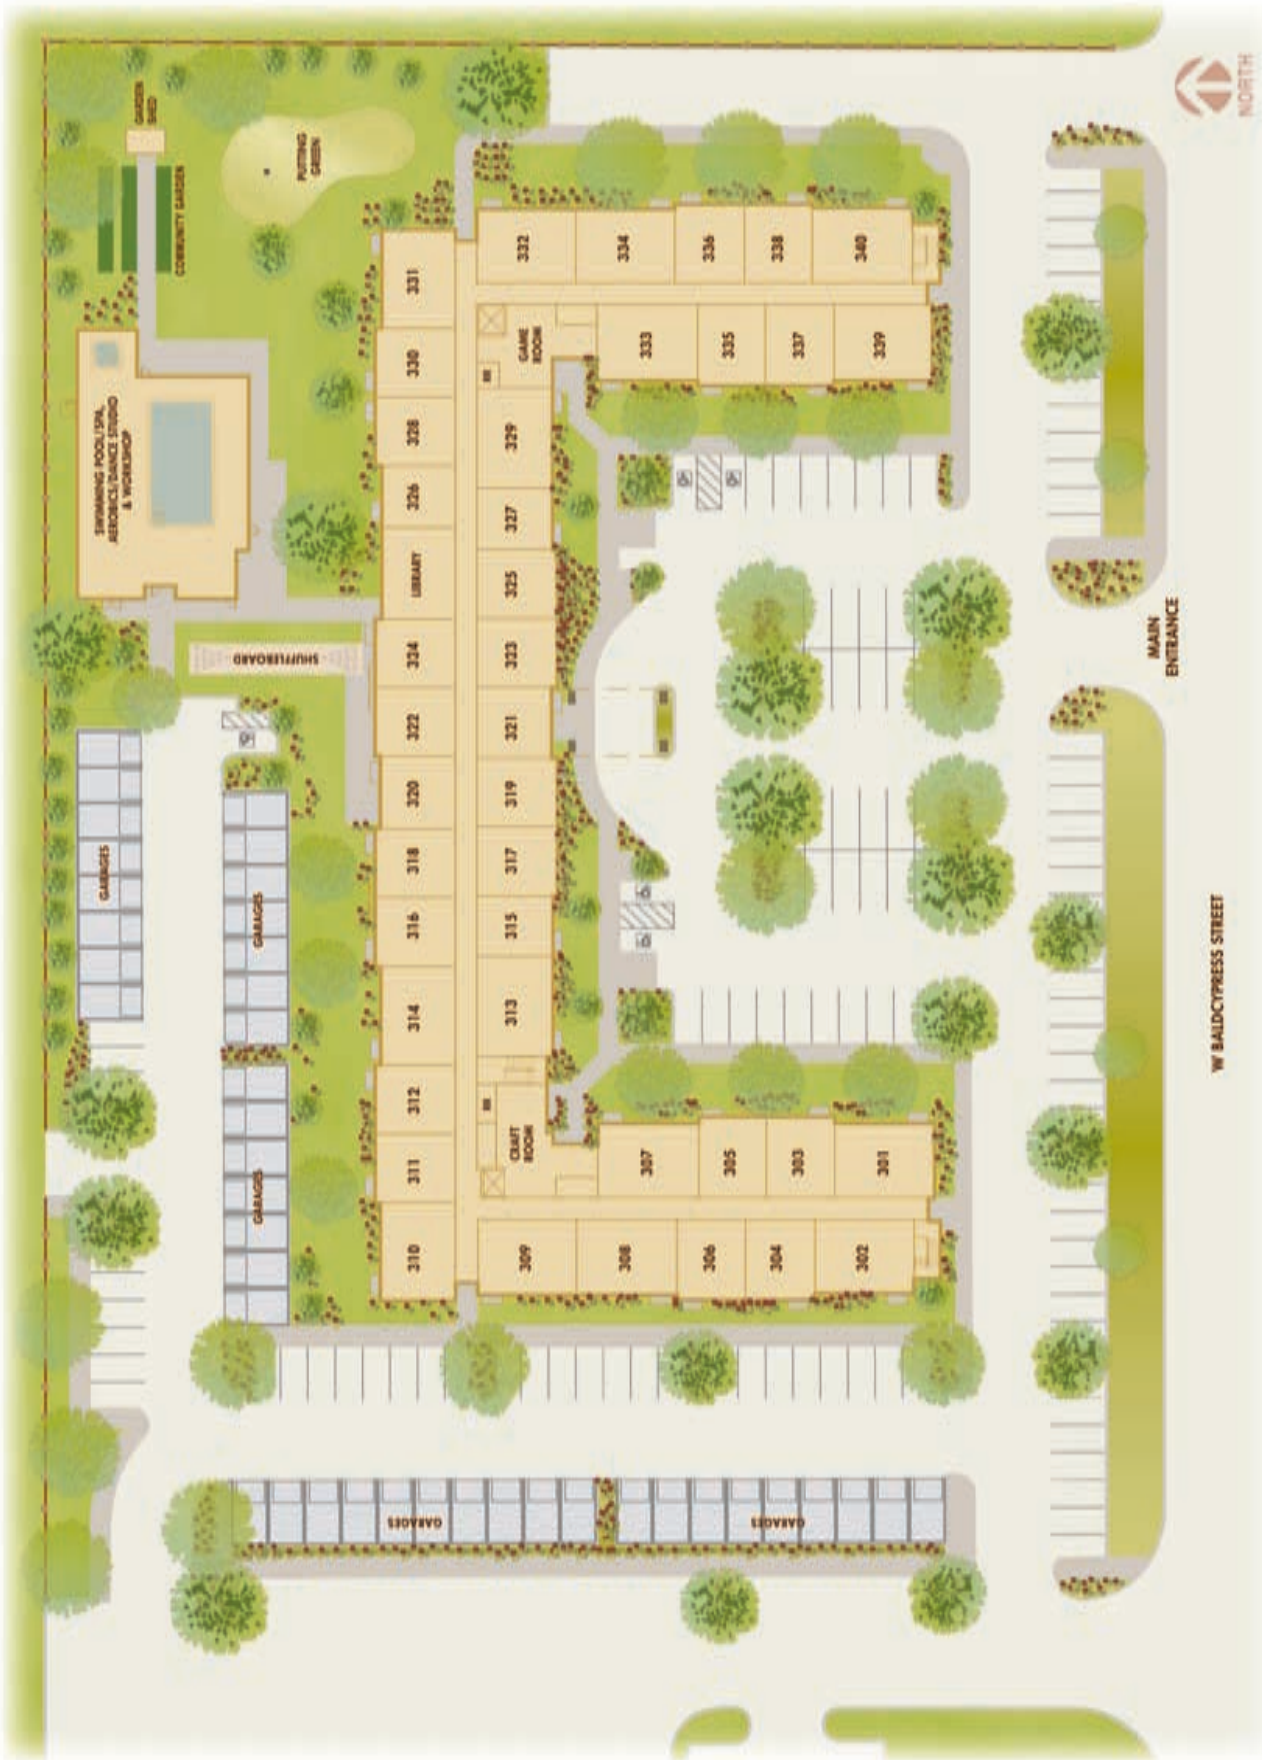 NORTH
GARDEN
SHED
PUTTING
GREEN
COMMUNITY GARDEN
SWIMMING POOL/SPA,
AEROBICS/DANCE STUDIO
& WORKSHOP
SHUFFLEBOARD
GARAGES
GARAGES
GARAGES
331
330
328
326
LIBRARY
324
322
320
318
316
314
312
311
310
332
334
336
338
340
GAME
ROOM
333
335
337
339
329
327
325
323
321
319
317
315
313
CRAFT
ROOM
307
305
303
301
309
308
306
304
302
GARAGES
GARAGES
MAIN
ENTRANCE
W BALDCYPRESS STREET